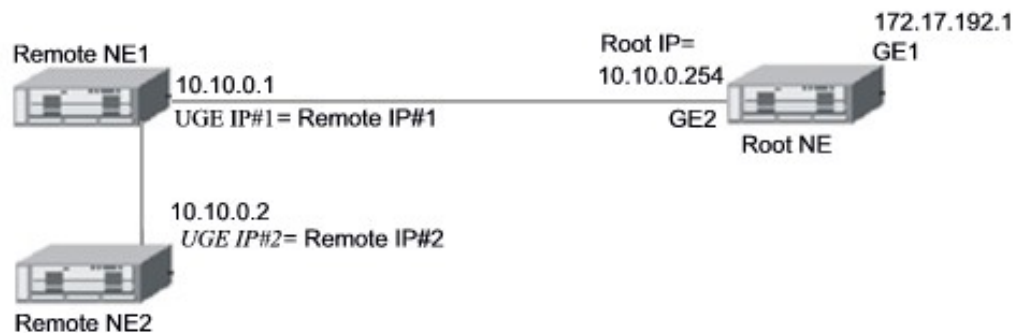 172.17.192.1
GE1
Root IP=
10.10.0.254
Remote NE1
10.10.0.1
UGE IP#1= Remote IP#1
GE2
Root NE
10.10.0.2
UGE IP#2= Remote IP#2
Remote NE2